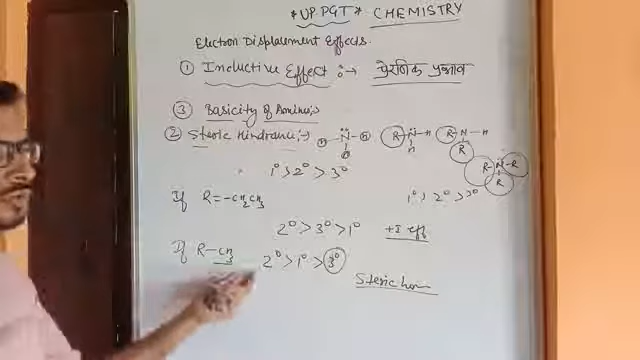 * UP PGT * CHEMISTRY
Electron Displacement Effects.
① Inductive Effect :→ प्रेरणिक प्रभाव
③ Basicity of Amines:-
② Steric Hindrance:→ H-N̈-H R-N̈-H R-N̈-H
H H R
R-N̈-R
R
1° > 2° > 3°
If R=-CH2CH3 1° > 2° > 3°
2° > 3° > 1° +I eff
If R-CH3 2° > 1° > 3°
Steric